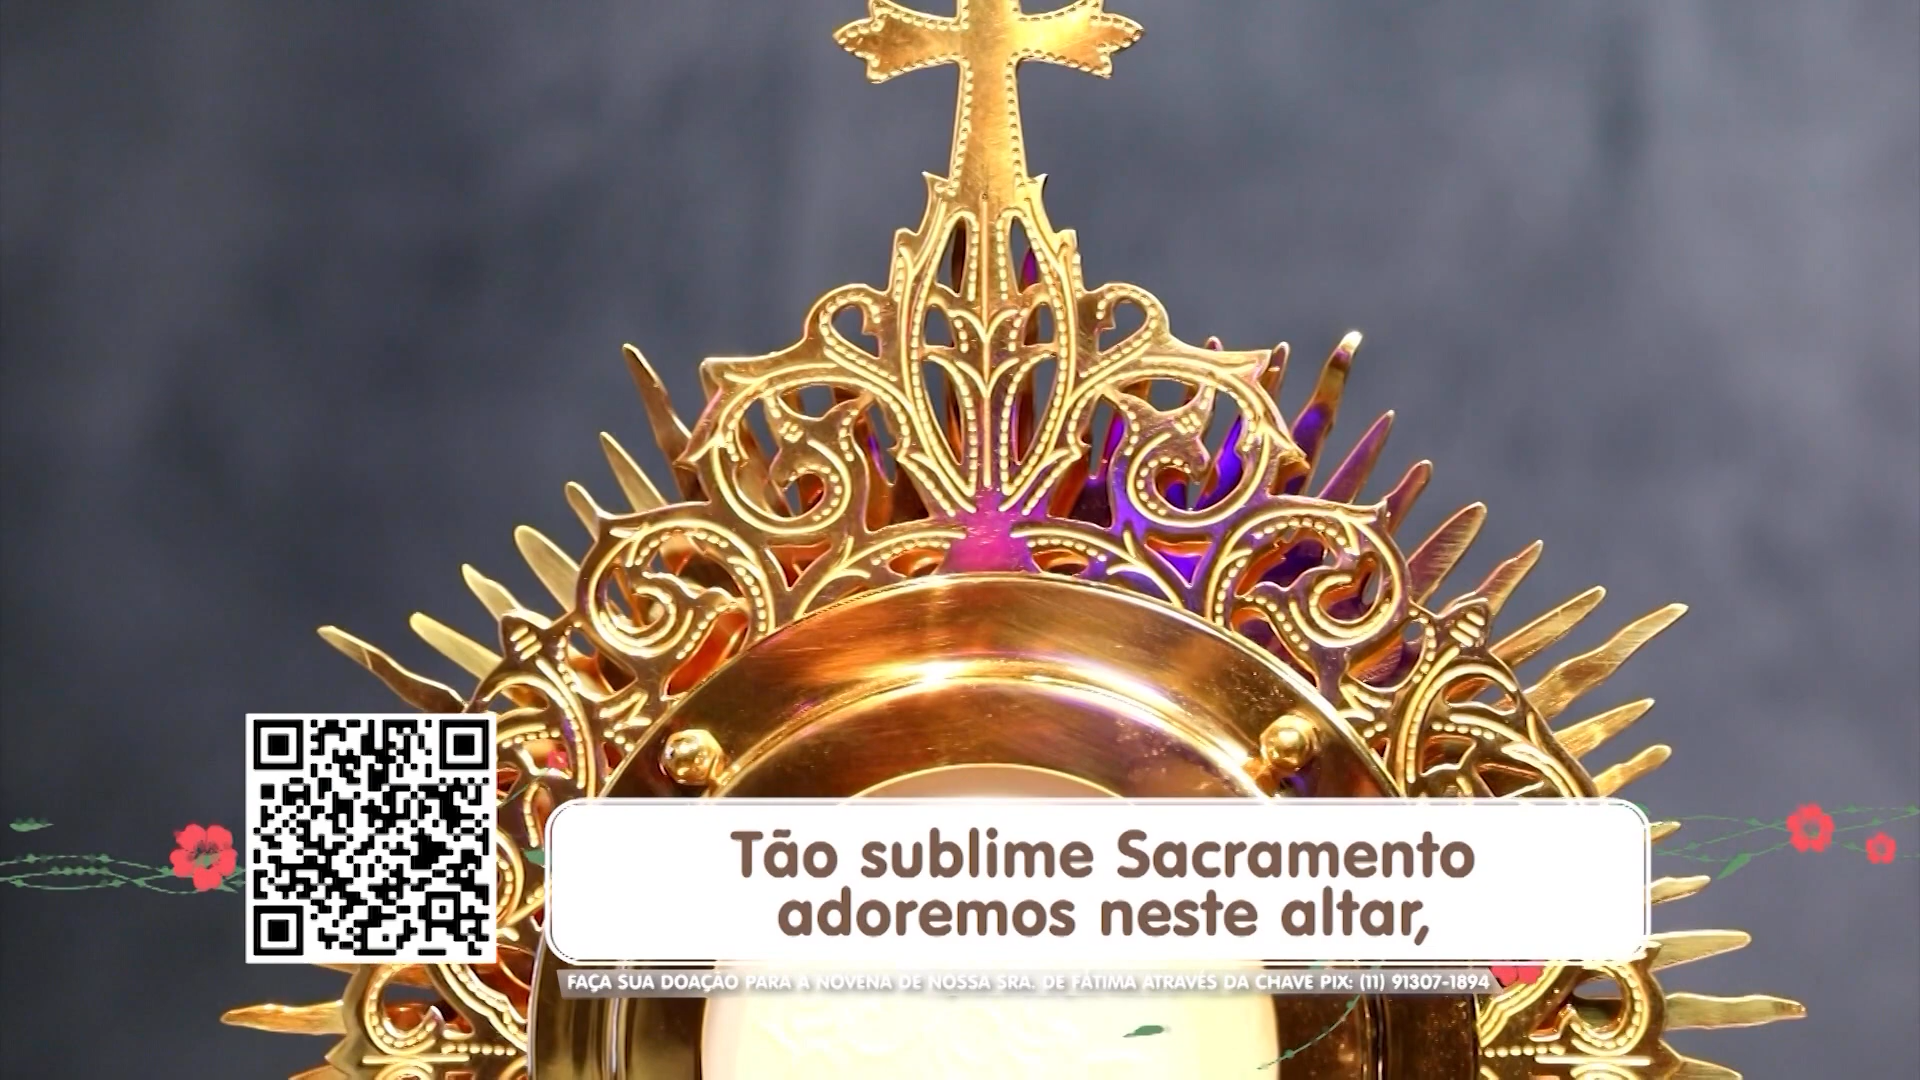 Tão sublime Sacramento
adoremos neste altar,
FAÇA SUA DOAÇÃO PARA A NOVENA DE NOSSA SRA. DE FÁTIMA ATRAVÉS DA CHAVE PIX: (11) 91307-1894